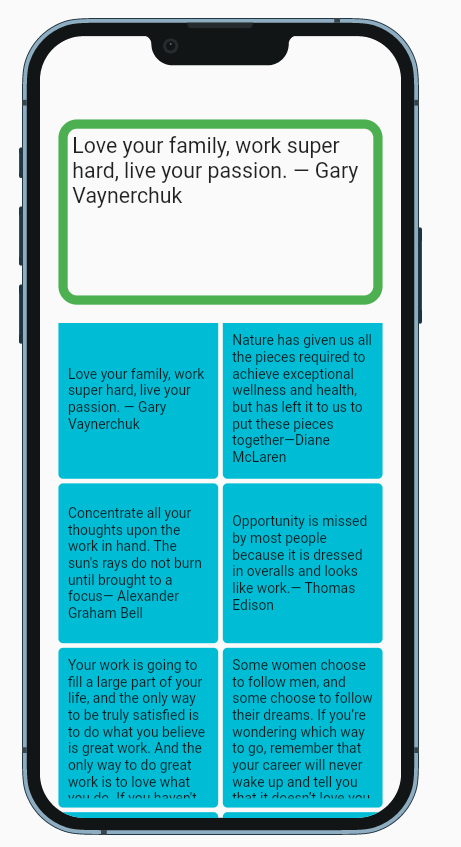 Love your family, work super
hard, live your passion. — Gary
Vaynerchuk
Love your family, work
super hard, live your
passion. — Gary
Vaynerchuk
Nature has given us all
the pieces required to
achieve exceptional
wellness and health,
but has left it to us to
put these pieces
together—Diane
McLaren
Concentrate all your
thoughts upon the
work in hand. The
sun's rays do not burn
until brought to a
focus— Alexander
Graham Bell
Opportunity is missed
by most people
because it is dressed
in overalls and looks
like work.— Thomas
Edison
Your work is going to
fill a large part of your
life, and the only way
to be truly satisfied is
to do what you believe
is great work. And the
only way to do great
work is to love what
you do. If you haven't
Some women choose
to follow men, and
some choose to follow
their dreams. If you're
wondering which way
to go, remember that
your career will never
wake up and tell you
that it doesn't love you